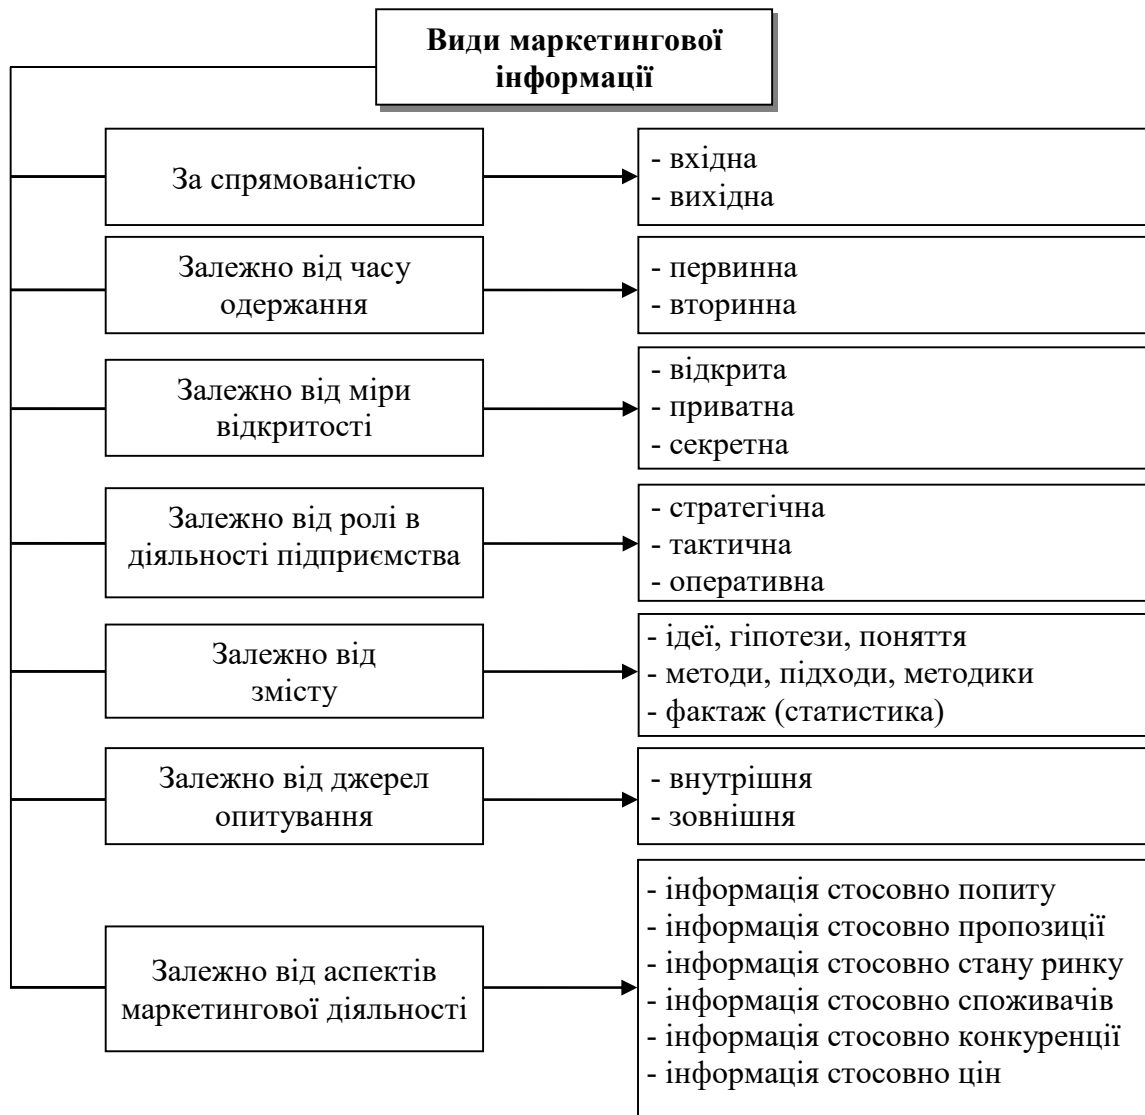 Види маркетингової
інформації
За спрямованістю
- вхідна
- вихідна
Залежно від часу
одержання
- первинна
- вторинна
Залежно від міри
відкритості
- відкрита
- приватна
- секретна
Залежно від ролі в
діяльності підприємства
- стратегічна
- тактична
- оперативна
Залежно від
змісту
- ідеї, гіпотези, поняття
- методи, підходи, методики
- фактаж (статистика)
Залежно від джерел
опитування
- внутрішня
- зовнішня
Залежно від аспектів
маркетингової діяльності
- інформація стосовно попиту
- інформація стосовно пропозиції
- інформація стосовно стану ринку
- інформація стосовно споживачів
- інформація стосовно конкуренції
- інформація стосовно цін